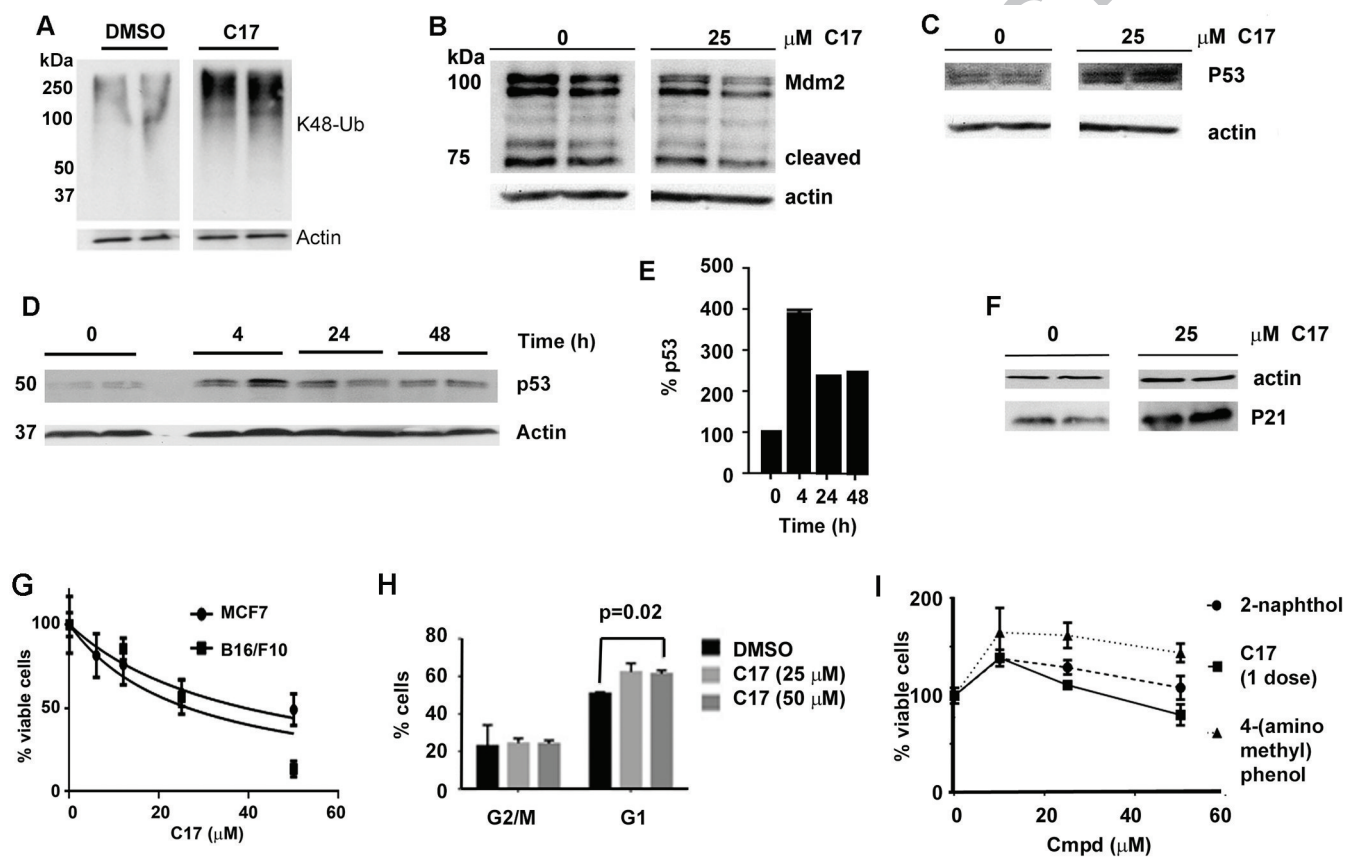 A
DMSO C17
kDa
250
100
50
37
K48-Ub
Actin
B
0 25 μM C17
kDa
100
75
Mdm2
cleaved
actin
C
0 25 μM C17
P53
actin
D
0 4 24 48 Time (h)
50 p53
37 Actin
E
500
400
300
200
100
0
% p53
0 4 24 48
Time (h)
F
0 25 μM C17
actin
P21
G
100
50
0
% viable cells
MCF7
B16/F10
0 20 40 60
C17 (μM)
H
p=0.02
80
60
40
20
0
% cells
G2/M G1
DMSO
C17 (25 μM)
C17 (50 μM)
I
200
100
0
% viable cells
0 20 40 60
Cmpd (μM)
2-naphthol
C17
(1 dose)
4-(amino
methyl)
phenol